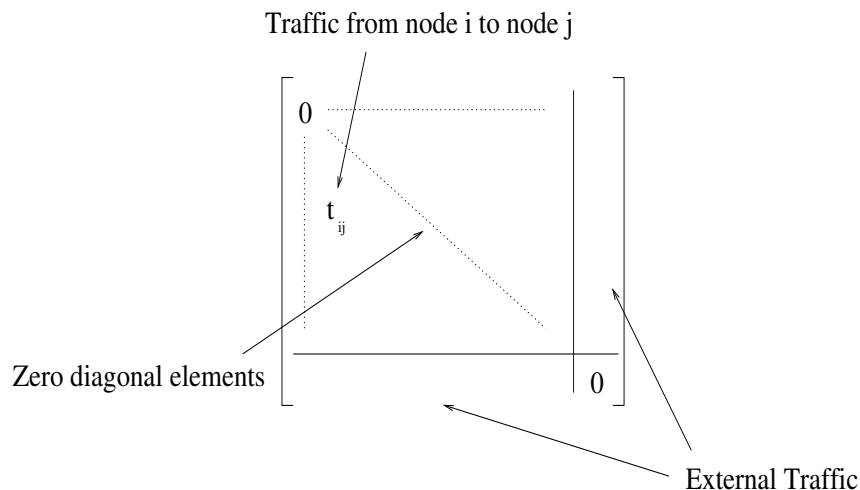 Traffic from node i to node j
0
t ij
Zero diagonal elements
0
External Traffic